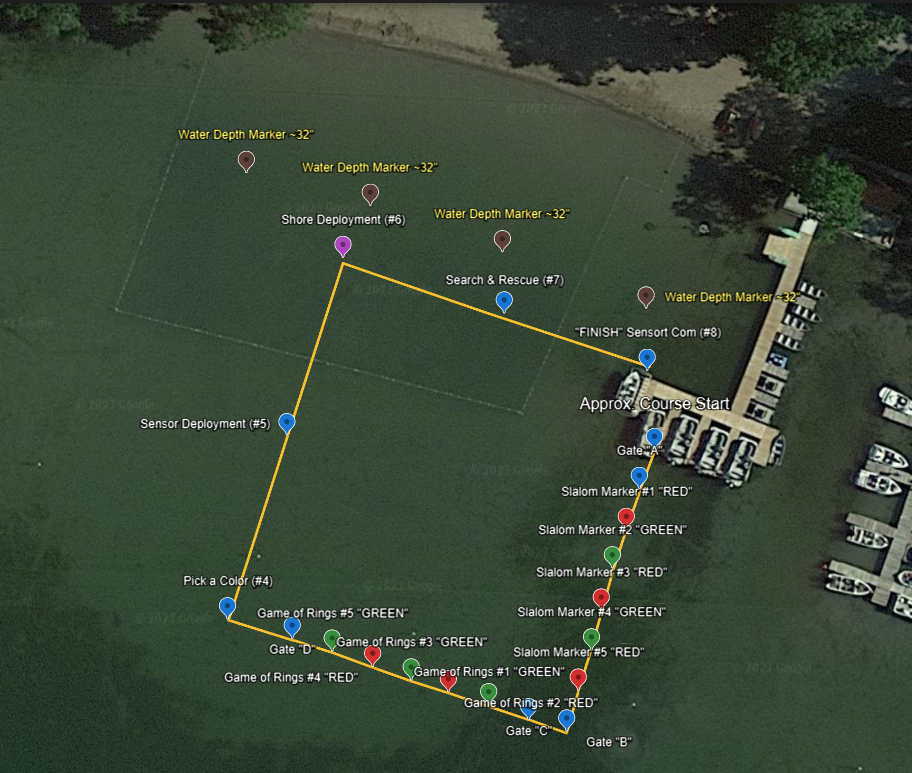 Water Depth Marker ~32"
Water Depth Marker ~32"
Shore Deployment (#6)
Water Depth Marker ~32"
Search & Rescue (#7)
Water Depth Marker ~32"
"FINISH" Sensort Com (#8)
Approx. Course Start
Sensor Deployment (#5)
Gate "A"
Slalom Marker #1 "RED"
Slalom Marker #2 "GREEN"
Slalom Marker #3 "RED"
Pick a Color (#4)
Slalom Marker #4 "GREEN"
Game of Rings #5 "GREEN"
Game of Rings #3 "GREEN"
Gate "D"
Slalom Marker #5 "RED"
Game of Rings #4 "RED"
Game of Rings #1 "GREEN"
Game of Rings #2 "RED"
Gate "C"
Gate "B"